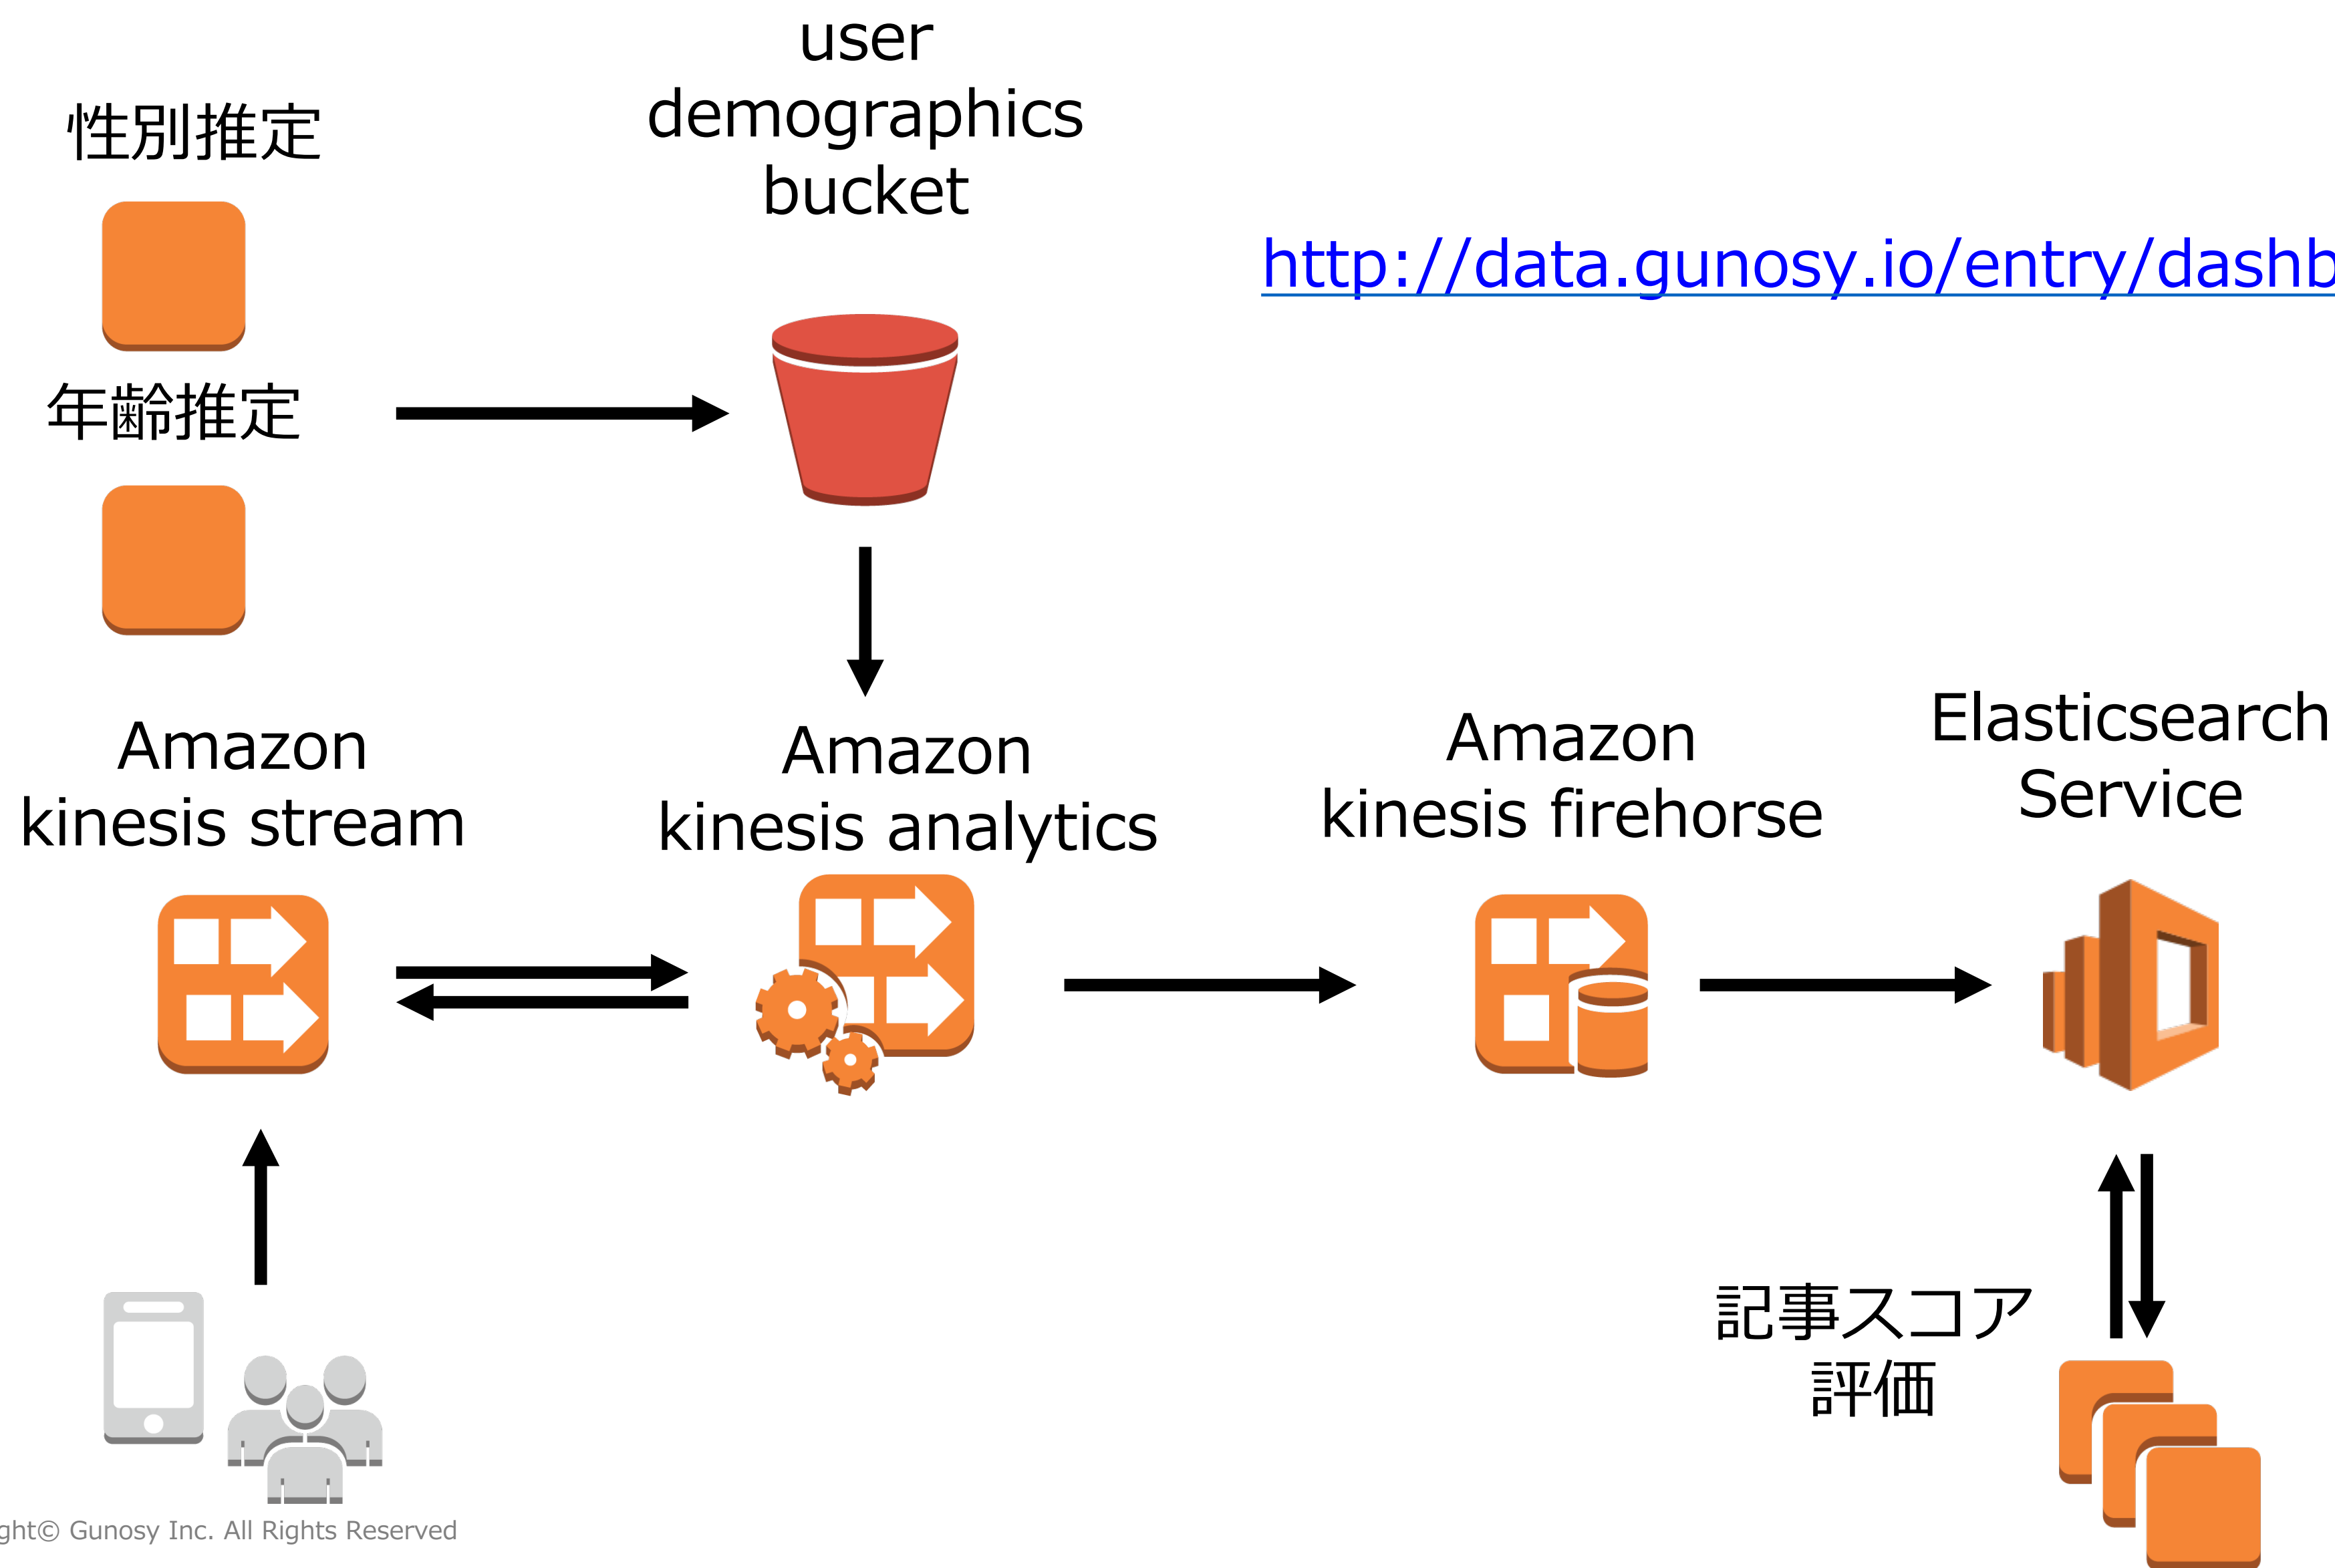 user
demographics
bucket
性別推定
http://data.gunosy.io/entry/dashb
年齢推定
Amazon
kinesis stream
Amazon
kinesis analytics
Amazon
kinesis firehorse
Elasticsearch
Service
記事スコア
評価
ght© Gunosy Inc. All Rights Reserved